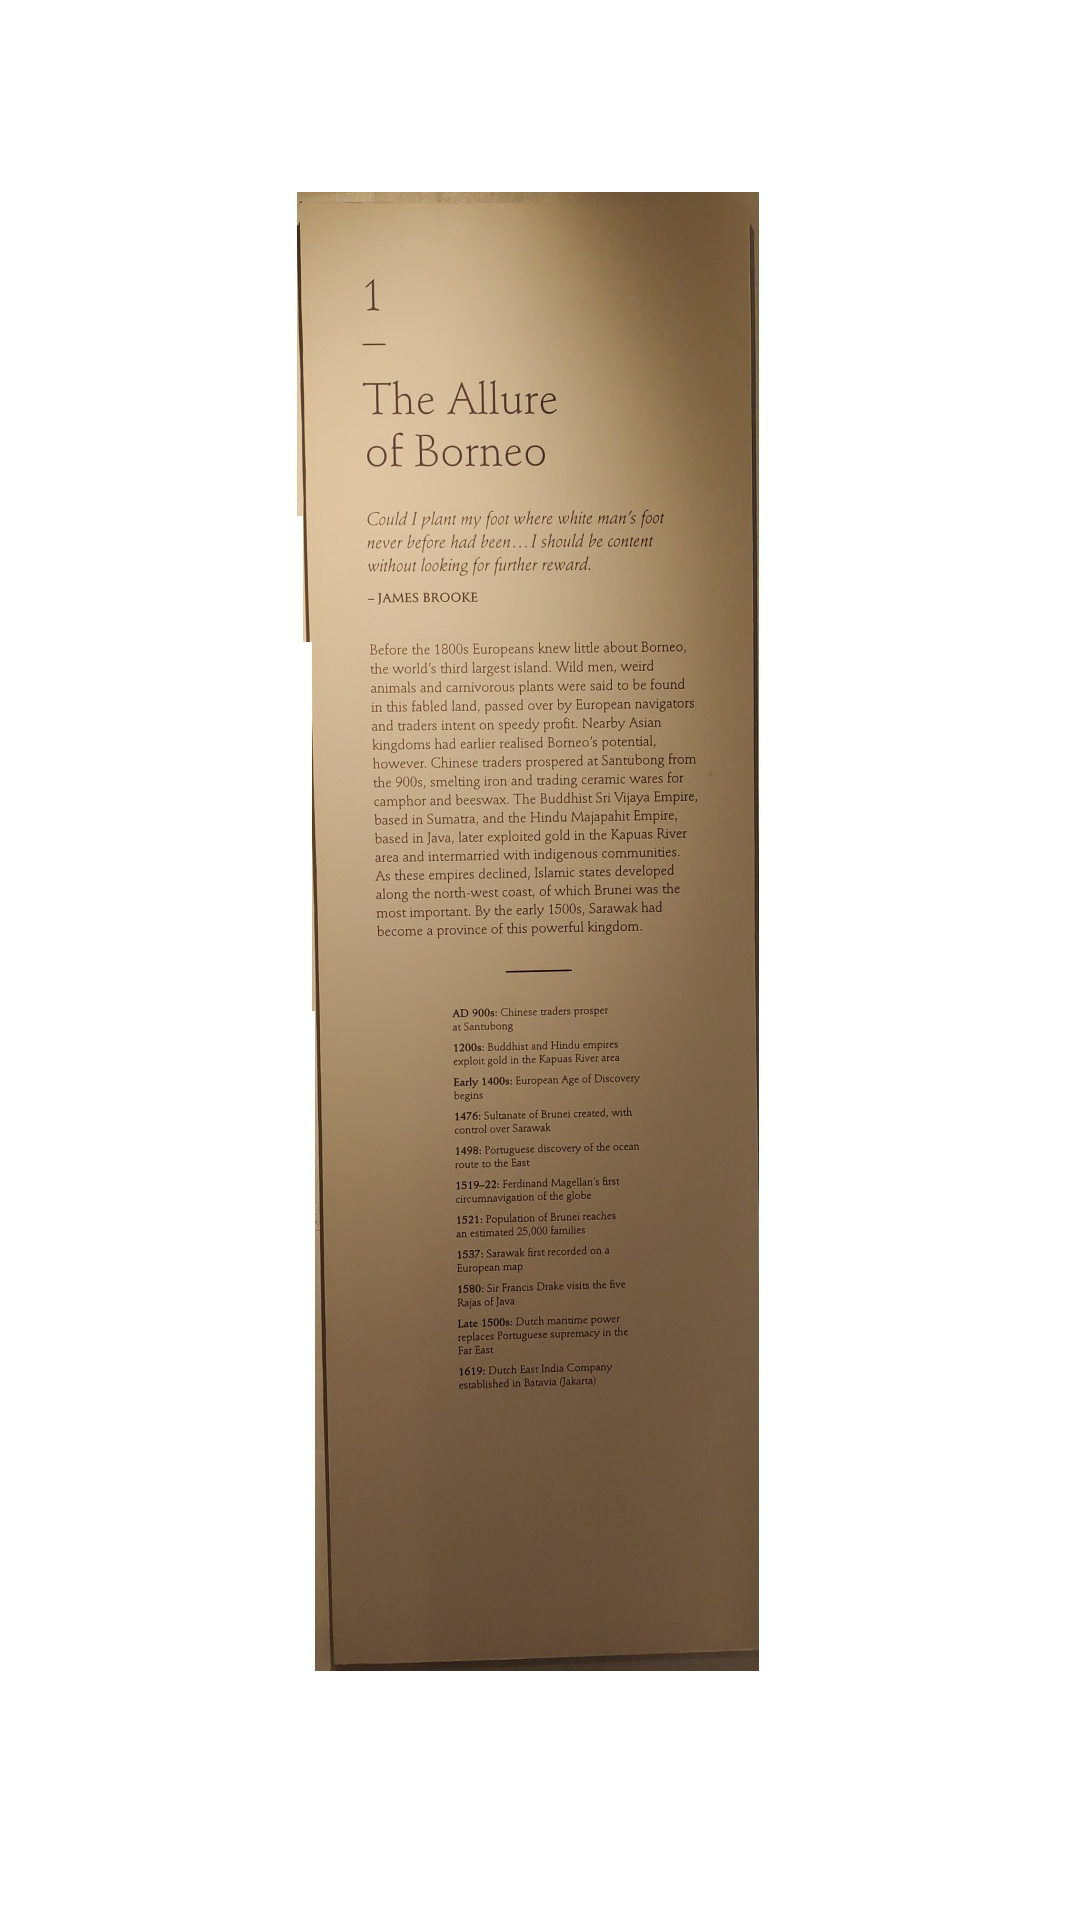 1
—
The Allure
of Borneo
Could I plant my foot where white man's foot
never before had been...I should be content
without looking for further reward.
– JAMES BROOKE
Before the 1800s Europeans knew little about Borneo,
the world's third largest island. Wild men, weird
animals and carnivorous plants were said to be found
in this fabled land, passed over by European navigators
and traders intent on speedy profit. Nearby Asian
kingdoms had earlier realised Borneo's potential,
however. Chinese traders prospered at Santubong from
the 900s, smelting iron and trading ceramic wares for
camphor and beeswax. The Buddhist Sri Vijaya Empire,
based in Sumatra, and the Hindu Majapahit Empire,
based in Java, later exploited gold in the Kapuas River
area and intermarried with indigenous communities.
As these empires declined, Islamic states developed
along the north-west coast, of which Brunei was the
most important. By the early 1500s, Sarawak had
become a province of this powerful kingdom.
AD 900s: Chinese traders prosper
at Santubong
1200s: Buddhist and Hindu empires
exploit gold in the Kapuas River area
Early 1400s: European Age of Discovery
begins
1476: Sultanate of Brunei created, with
control over Sarawak
1498: Portuguese discovery of the ocean
route to the East
1519–22: Ferdinand Magellan's first
circumnavigation of the globe
1521: Population of Brunei reaches
an estimated 25,000 families
1537: Sarawak first recorded on a
European map
1580: Sir Francis Drake visits the five
Rajas of Java
Late 1500s: Dutch maritime power
replaces Portuguese supremacy in the
Far East
1619: Dutch East India Company
established in Batavia (Jakarta)